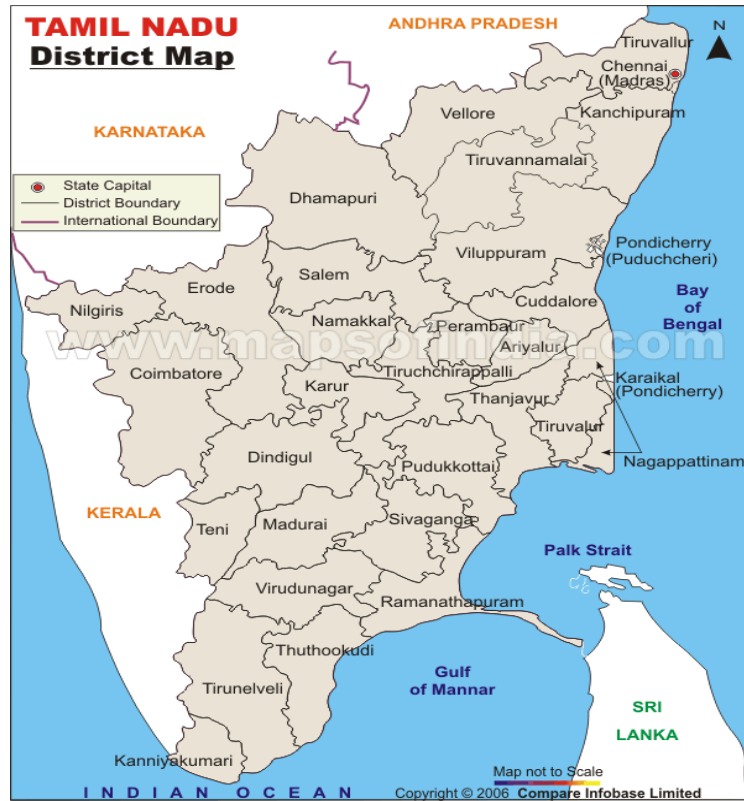 TAMIL NADU
District Map
ANDHRA PRADESH
N
Tiruvallur
Chennai
(Madras)
Vellore
Kanchipuram
KARNATAKA
Tiruvannamalai
State Capital
District Boundary
International Boundary
Dhamapuri
Viluppuram
Pondicherry
(Puducheri)
Salem
Erode
Cuddalore
Bay
of
Bengal
Nilgiris
Namakkal
Perambaur
Ariyalur
www.mapsofindia.com
Coimbatore
Tiruchchirappalli
Karur
Karaikal
(Pondicherry)
Thanjavur
Tiruvalur
Dindigul
Pudukkottai
Nagappattinam
KERALA
Teni
Madurai
Sivaganga
Palk Strait
Virudunagar
Ramanathapuram
Thuthookudi
Gulf
of Mannar
Tirunelveli
SRI
LANKA
Kanniyakumari
Map not to Scale
INDIAN OCEAN
Copyright © 2006 Compare Infobase Limited